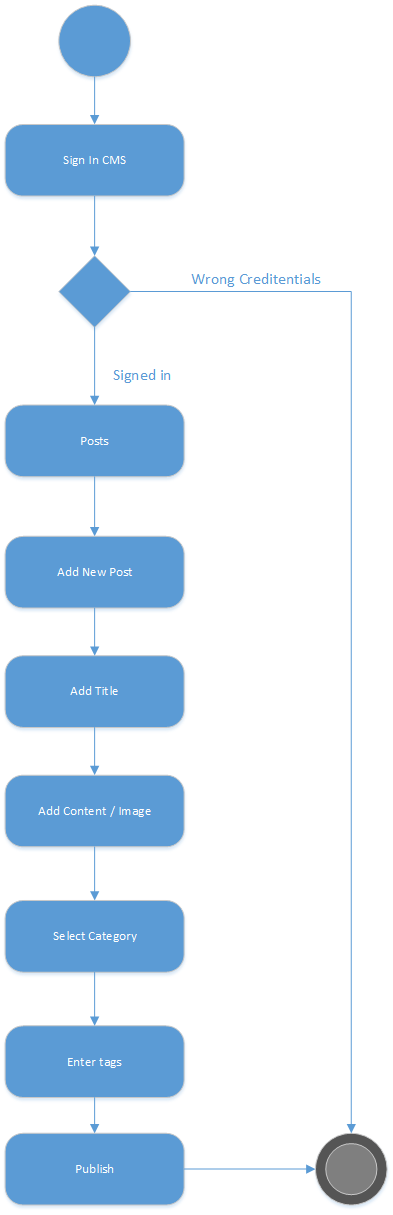 Sign In CMS
Wrong Creditentials
Signed in
Posts
Add New Post
Add Title
Add Content / Image
Select Category
Enter tags
Publish